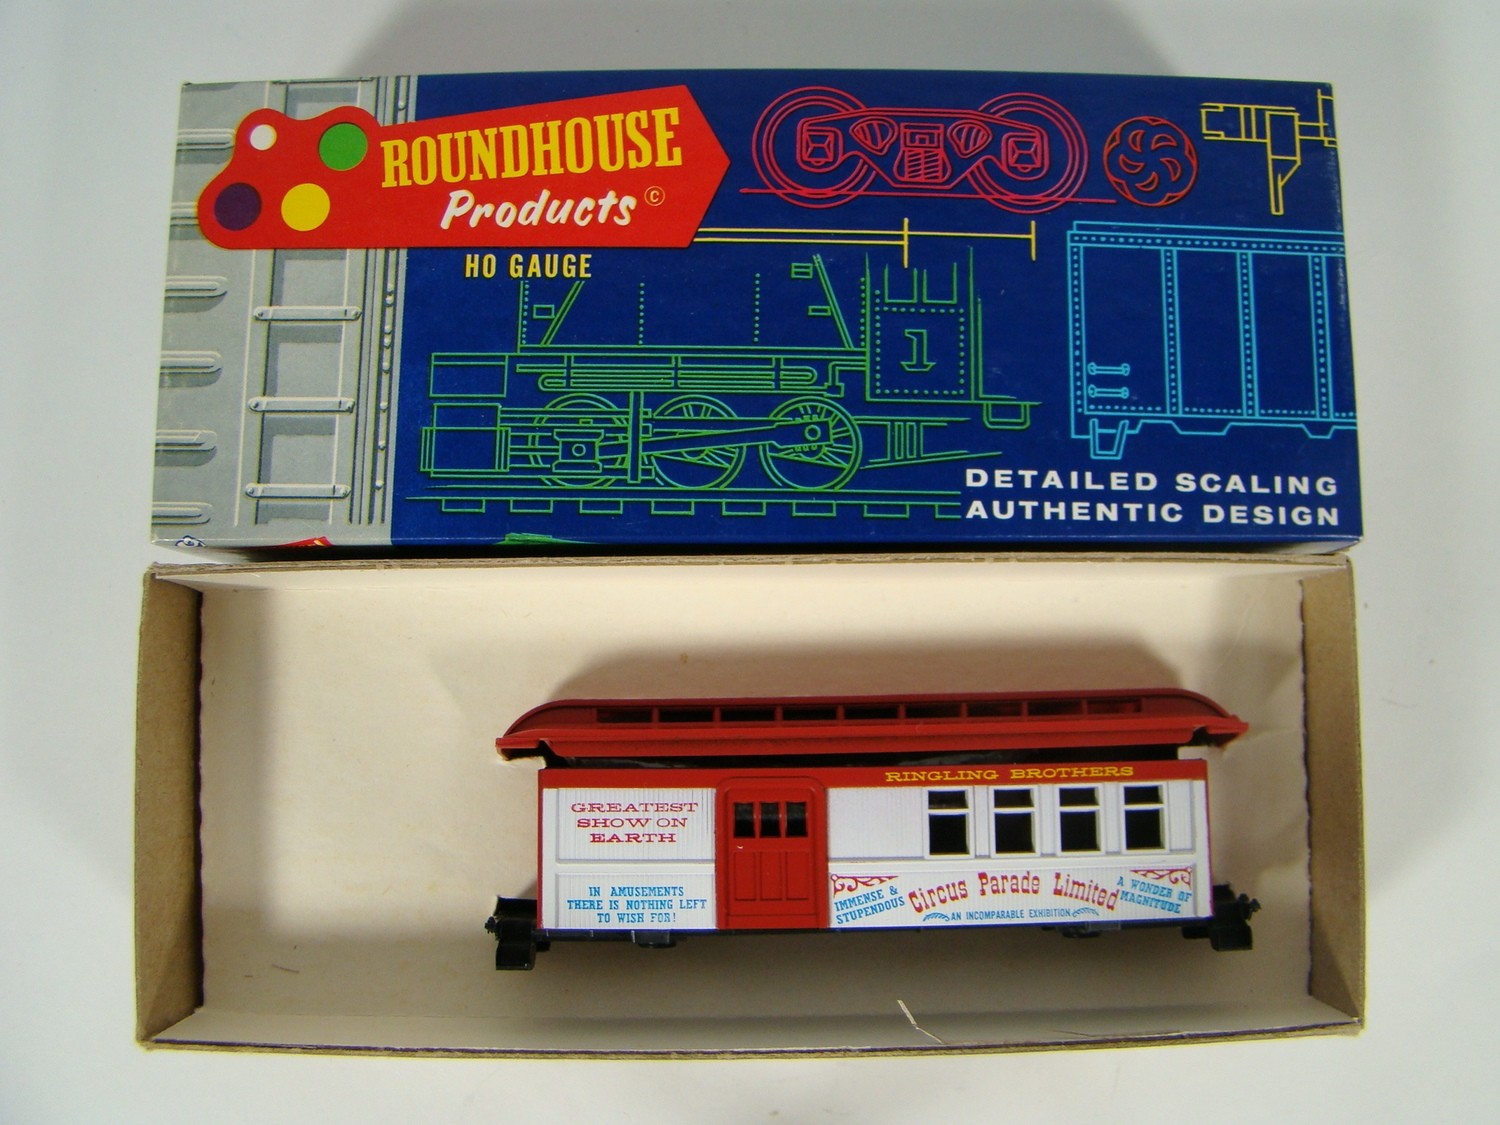 ROUNDHOUSE
Products ©
HO GAUGE
1
DETAILED SCALING
AUTHENTIC DESIGN
RINGLING BROTHERS
GREATEST
SHOW ON
EARTH
IN AMUSEMENTS
THERE IS NOTHING LEFT
TO WISH FOR!
IMMENSE &
STUPENDOUS
Circus Parade Limited
AN INCOMPARABLE EXHIBITION
A WONDER OF
MAGNITUDE